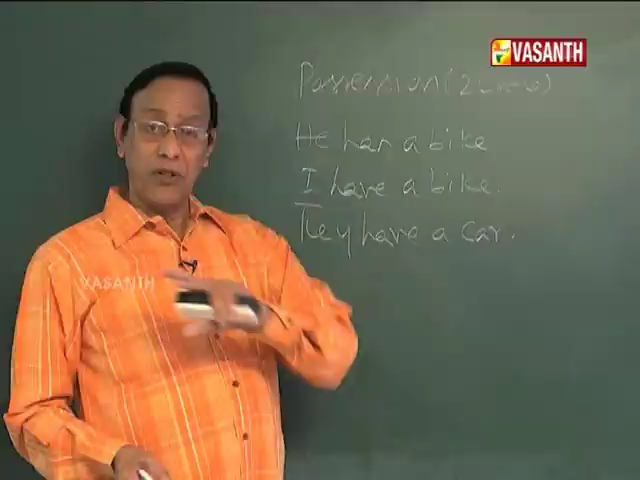 VASANTH
Possession
He has a bike
I have a bike.
They have a car.
VASANTH